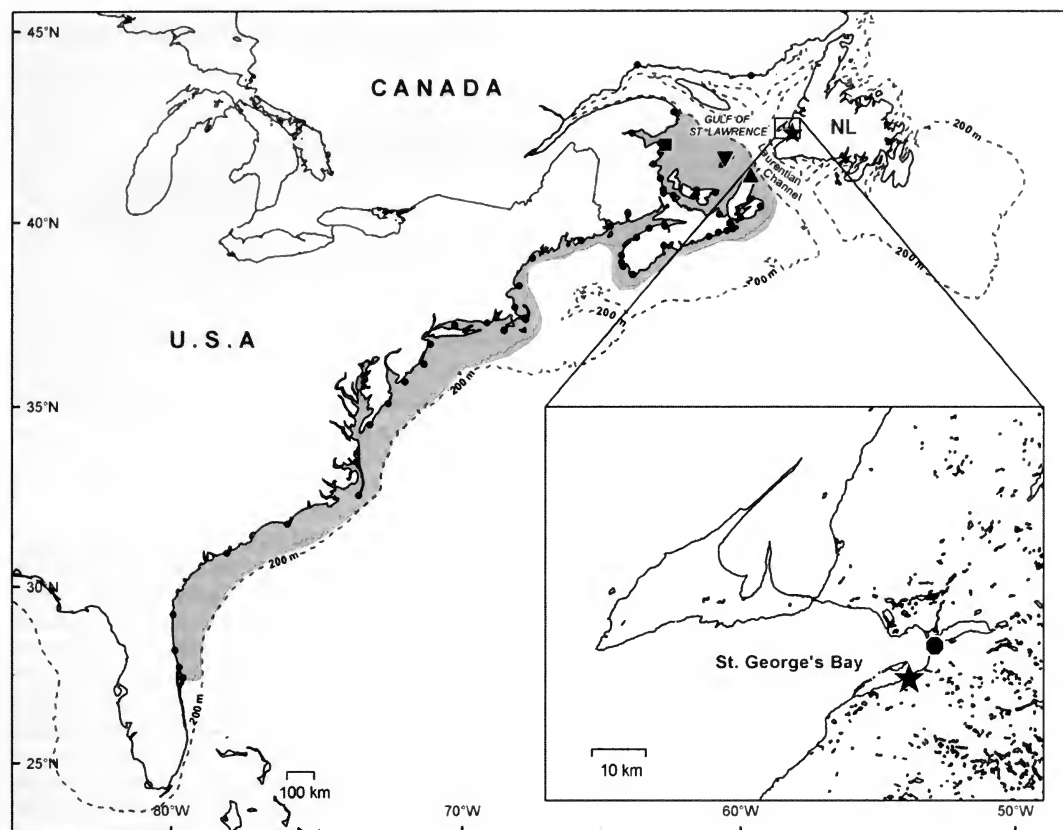 45°N
CANADA
GULF OF
ST. LAWRENCE
NL
200 m
Laurentian
Channel
40°N
200 m
200 m
200 m
U.S.A
200 m
35°N
200 m
30°N
St. George's Bay
200 m
25°N
100 km
10 km
80°W
70°W
60°W
50°W